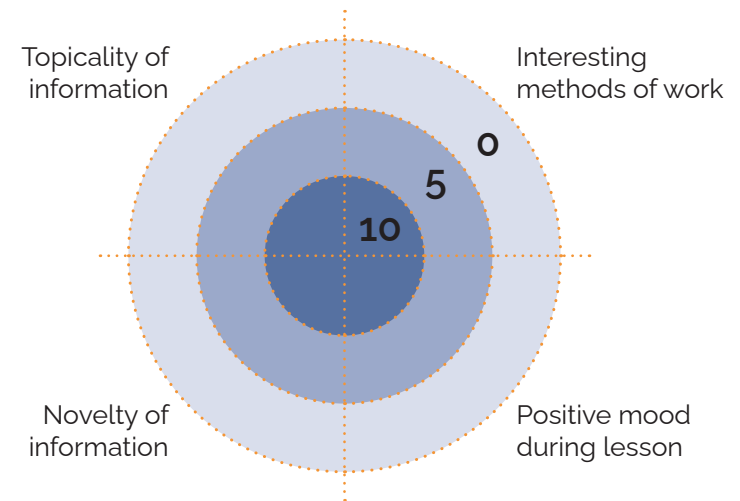 Topicality of
information
Interesting
methods of work
0
5
10
Novelty of
information
Positive mood
during lesson